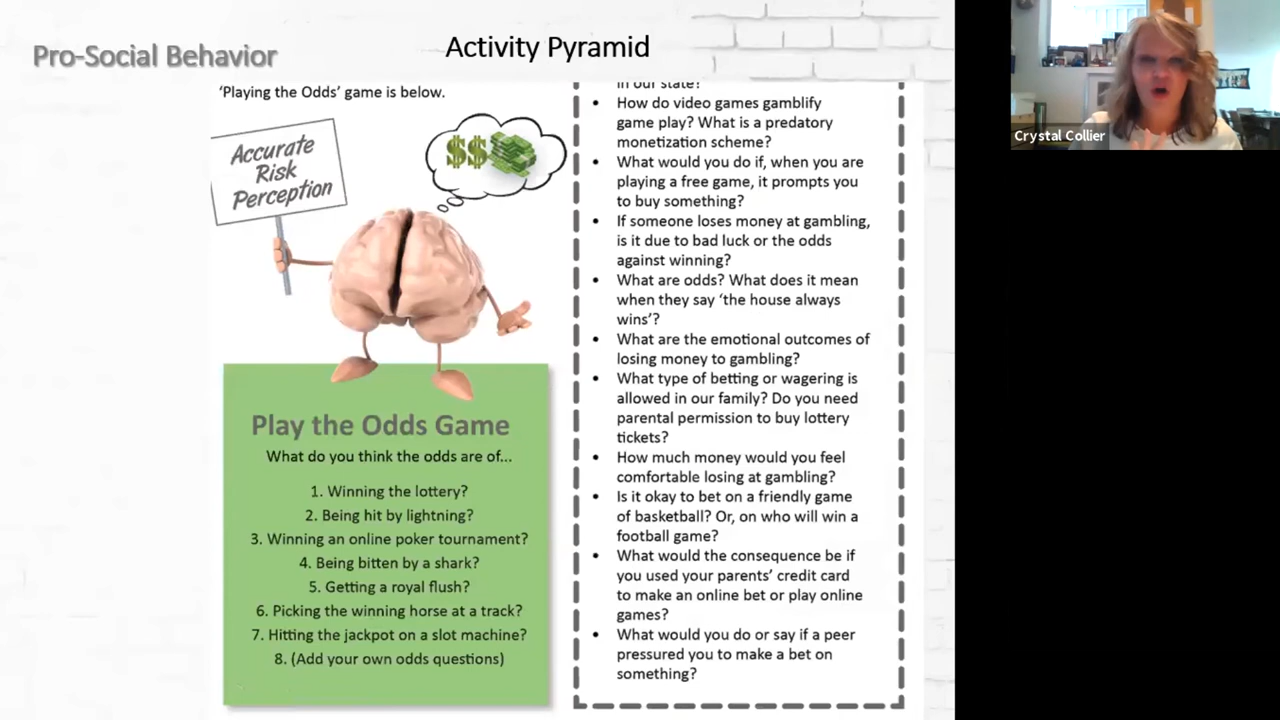 Pro-Social Behavior
Activity Pyramid
'Playing the Odds' game is below.
Accurate
Risk
Perception
$$
Play the Odds Game
What do you think the odds are of...
1. Winning the lottery?
2. Being hit by lightning?
3. Winning an online poker tournament?
4. Being bitten by a shark?
5. Getting a royal flush?
6. Picking the winning horse at a track?
7. Hitting the jackpot on a slot machine?
8. (Add your own odds questions)
in our state?
• How do video games gamblify
game play? What is a predatory
monetization scheme?
• What would you do if, when you are
playing a free game, it prompts you
to buy something?
• If someone loses money at gambling,
is it due to bad luck or the odds
against winning?
• What are odds? What does it mean
when they say 'the house always
wins'?
• What are the emotional outcomes of
losing money to gambling?
• What type of betting or wagering is
allowed in our family? Do you need
parental permission to buy lottery
tickets?
• How much money would you feel
comfortable losing at gambling?
• Is it okay to bet on a friendly game
of basketball? Or, on who will win a
football game?
• What would the consequence be if
you used your parents' credit card
to make an online bet or play online
games?
• What would you do or say if a peer
pressured you to make a bet on
something?
Crystal Collier